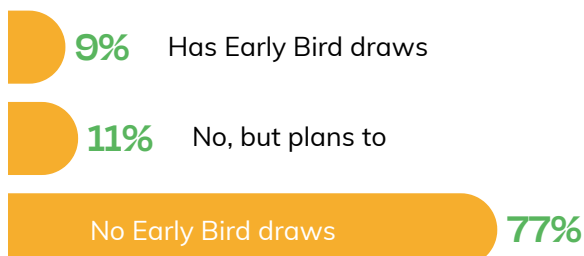 9% Has Early Bird draws
11% No, but plans to
No Early Bird draws 77%